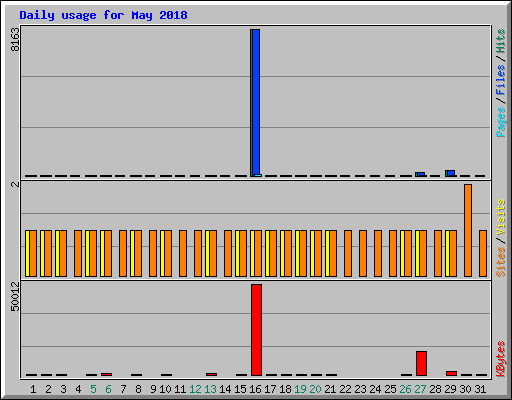 Daily usage for May 2018
8163
Pages / Files / Hits
2
Sites / Visits
50012
KBytes
1 2 3 4 5 6 7 8 9 10 11 12 13 14 15 16 17 18 19 20 21 22 23 24 25 26 27 28 29 30 31